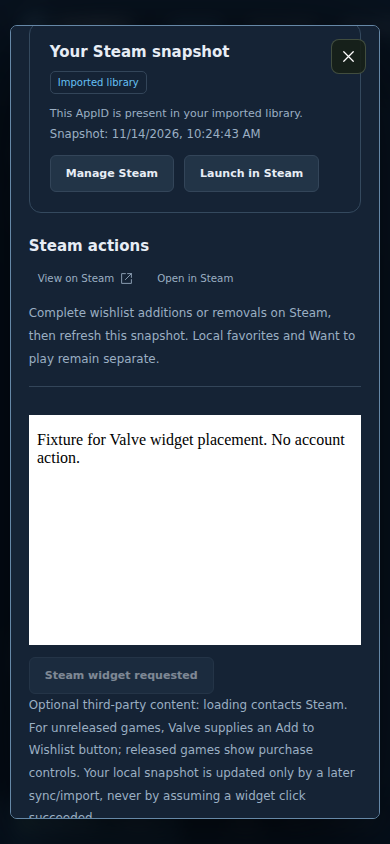 Your Steam snapshot
Imported library
This AppID is present in your imported library.
Snapshot: 11/14/2026, 10:24:43 AM
Manage Steam
Launch in Steam
Steam actions
View on Steam
Open in Steam
Complete wishlist additions or removals on Steam,
then refresh this snapshot. Local favorites and Want to
play remain separate.
Fixture for Valve widget placement. No account
action.
Steam widget requested
Optional third-party content: loading contacts Steam.
For unreleased games, Valve supplies an Add to
Wishlist button; released games show purchase
controls. Your local snapshot is updated only by a later
sync/import, never by assuming a widget click
succeeded.